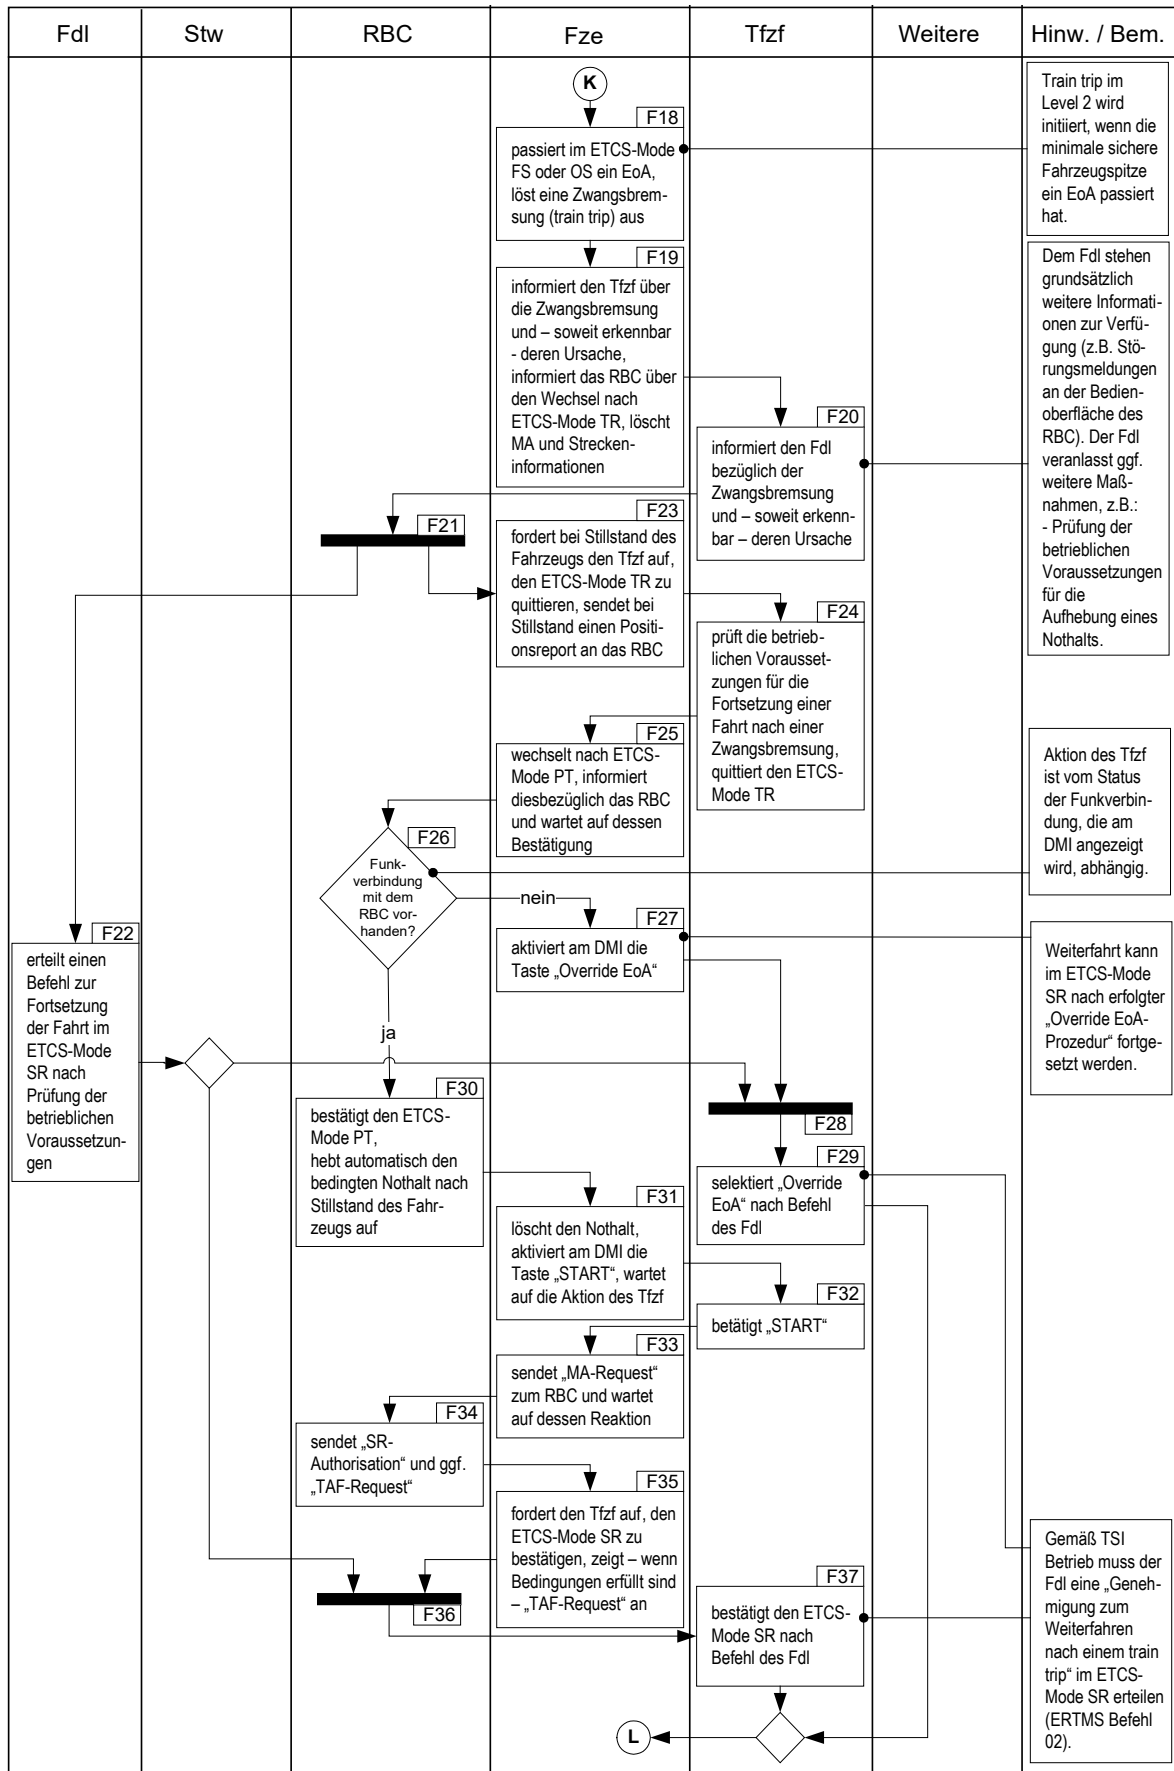 Fdl
Stw
RBC
Fze
Tfzf
Weitere
Hinw. / Bem.
K
F18
passiert im ETCS-Mode
FS oder OS ein EoA,
löst eine Zwangsbrem-
sung (train trip) aus
Train trip im
Level 2 wird
initiiert, wenn die
minimale sichere
Fahrzeugspitze
ein EoA passiert
hat.
F19
informiert den Tfzf über
die Zwangsbremsung
und – soweit erkennbar
- deren Ursache,
informiert das RBC über
den Wechsel nach
ETCS-Mode TR, löscht
MA und Strecken-
informationen
Dem Fdl stehen
grundsätzlich
weitere Informati-
onen zur Verfü-
gung (z.B. Stö-
rungsmeldungen
an der Bedien-
oberfläche des
RBC). Der Fdl
veranlasst ggf.
weitere Maß-
nahmen, z.B.:
- Prüfung der
betrieblichen
Voraussetzungen
für die
Aufhebung eines
Nothalts.
F20
informiert den Fdl
bezüglich der
Zwangsbremsung
und – soweit erkenn-
bar – deren Ursache
F21
F23
fordert bei Stillstand des
Fahrzeugs den Tfzf auf,
den ETCS-Mode TR zu
quittieren, sendet bei
Stillstand einen Positi-
onsreport an das RBC
F24
prüft die betrieb-
lichen Vorausset-
zungen für die
Fortsetzung einer
Fahrt nach einer
Zwangsbremsung,
quittiert den ETCS-
Mode TR
F25
wechselt nach ETCS-
Mode PT, informiert
diesbezüglich das RBC
und wartet auf dessen
Bestätigung
Aktion des Tfzf
ist vom Status
der Funkverbin-
dung, die am
DMI angezeigt
wird, abhängig.
F26
Funk-
verbindung
mit dem
RBC vor-
handen?
nein
ja
F27
aktiviert am DMI die
Taste „Override EoA“
Weiterfahrt kann
im ETCS-Mode
SR nach erfolgter
„Override EoA-
Prozedur“ fortge-
setzt werden.
F22
erteilt einen
Befehl zur
Fortsetzung
der Fahrt im
ETCS-Mode
SR nach
Prüfung der
betrieblichen
Voraussetzun-
gen
F28
F29
selektiert „Override
EoA“ nach Befehl
des Fdl
F30
bestätigt den ETCS-
Mode PT,
hebt automatisch den
bedingten Nothalt nach
Stillstand des Fahr-
zeugs auf
F31
löscht den Nothalt,
aktiviert am DMI die
Taste „START“, wartet
auf die Aktion des Tfzf
F32
betätigt „START“
F33
sendet „MA-Request“
zum RBC und wartet
auf dessen Reaktion
F34
sendet „SR-
Authorisation“ und ggf.
„TAF-Request“
F35
fordert den Tfzf auf, den
ETCS-Mode SR zu
bestätigen, zeigt – wenn
Bedingungen erfüllt sind
– „TAF-Request“ an
F36
F37
bestätigt den ETCS-
Mode SR nach
Befehl des Fdl
Gemäß TSI
Betrieb muss der
Fdl eine „Geneh-
migung zum
Weiterfahren
nach einem train
trip“ im ETCS-
Mode SR erteilen
(ERTMS Befehl
02).
L